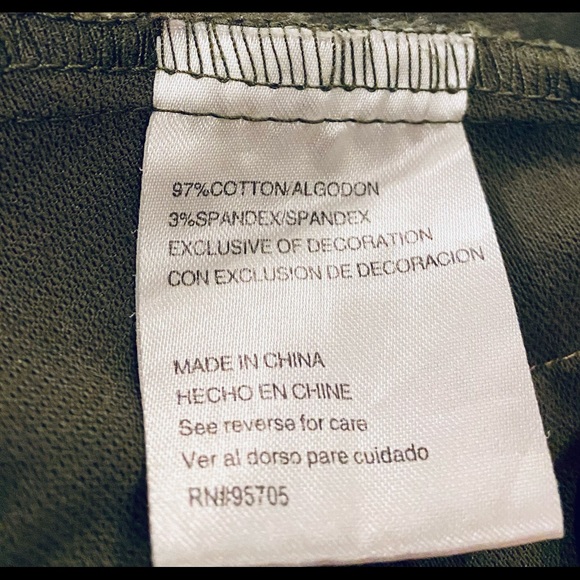 97%COTTON/ALGODON
3%SPANDEX/SPANDEX
EXCLUSIVE OF DECORATION
CON EXCLUSION DE DECORACION
MADE IN CHINA
HECHO EN CHINE
See reverse for care
Ver al dorso pare cuidado
RN#95705